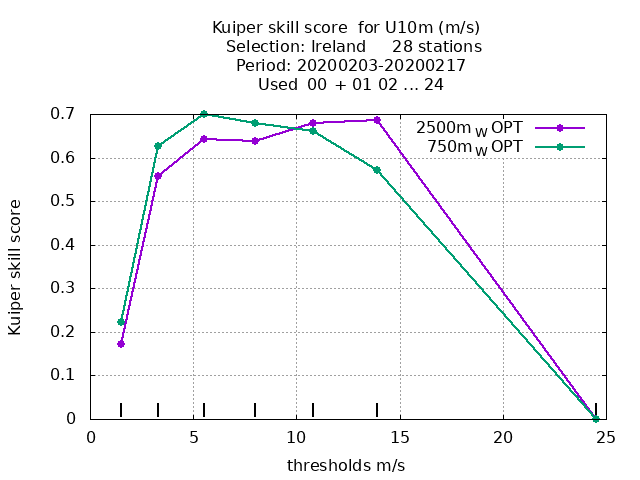 Kuiper skill score for U10m (m/s)
Selection: Ireland 28 stations
Period: 20200203-20200217
Used 00 + 01 02 ... 24
2500m W OPT
750m W OPT
0.7
0.6
0.5
0.4
0.3
0.2
0.1
0
Kuiper skill score
0 5 10 15 20 25
thresholds m/s